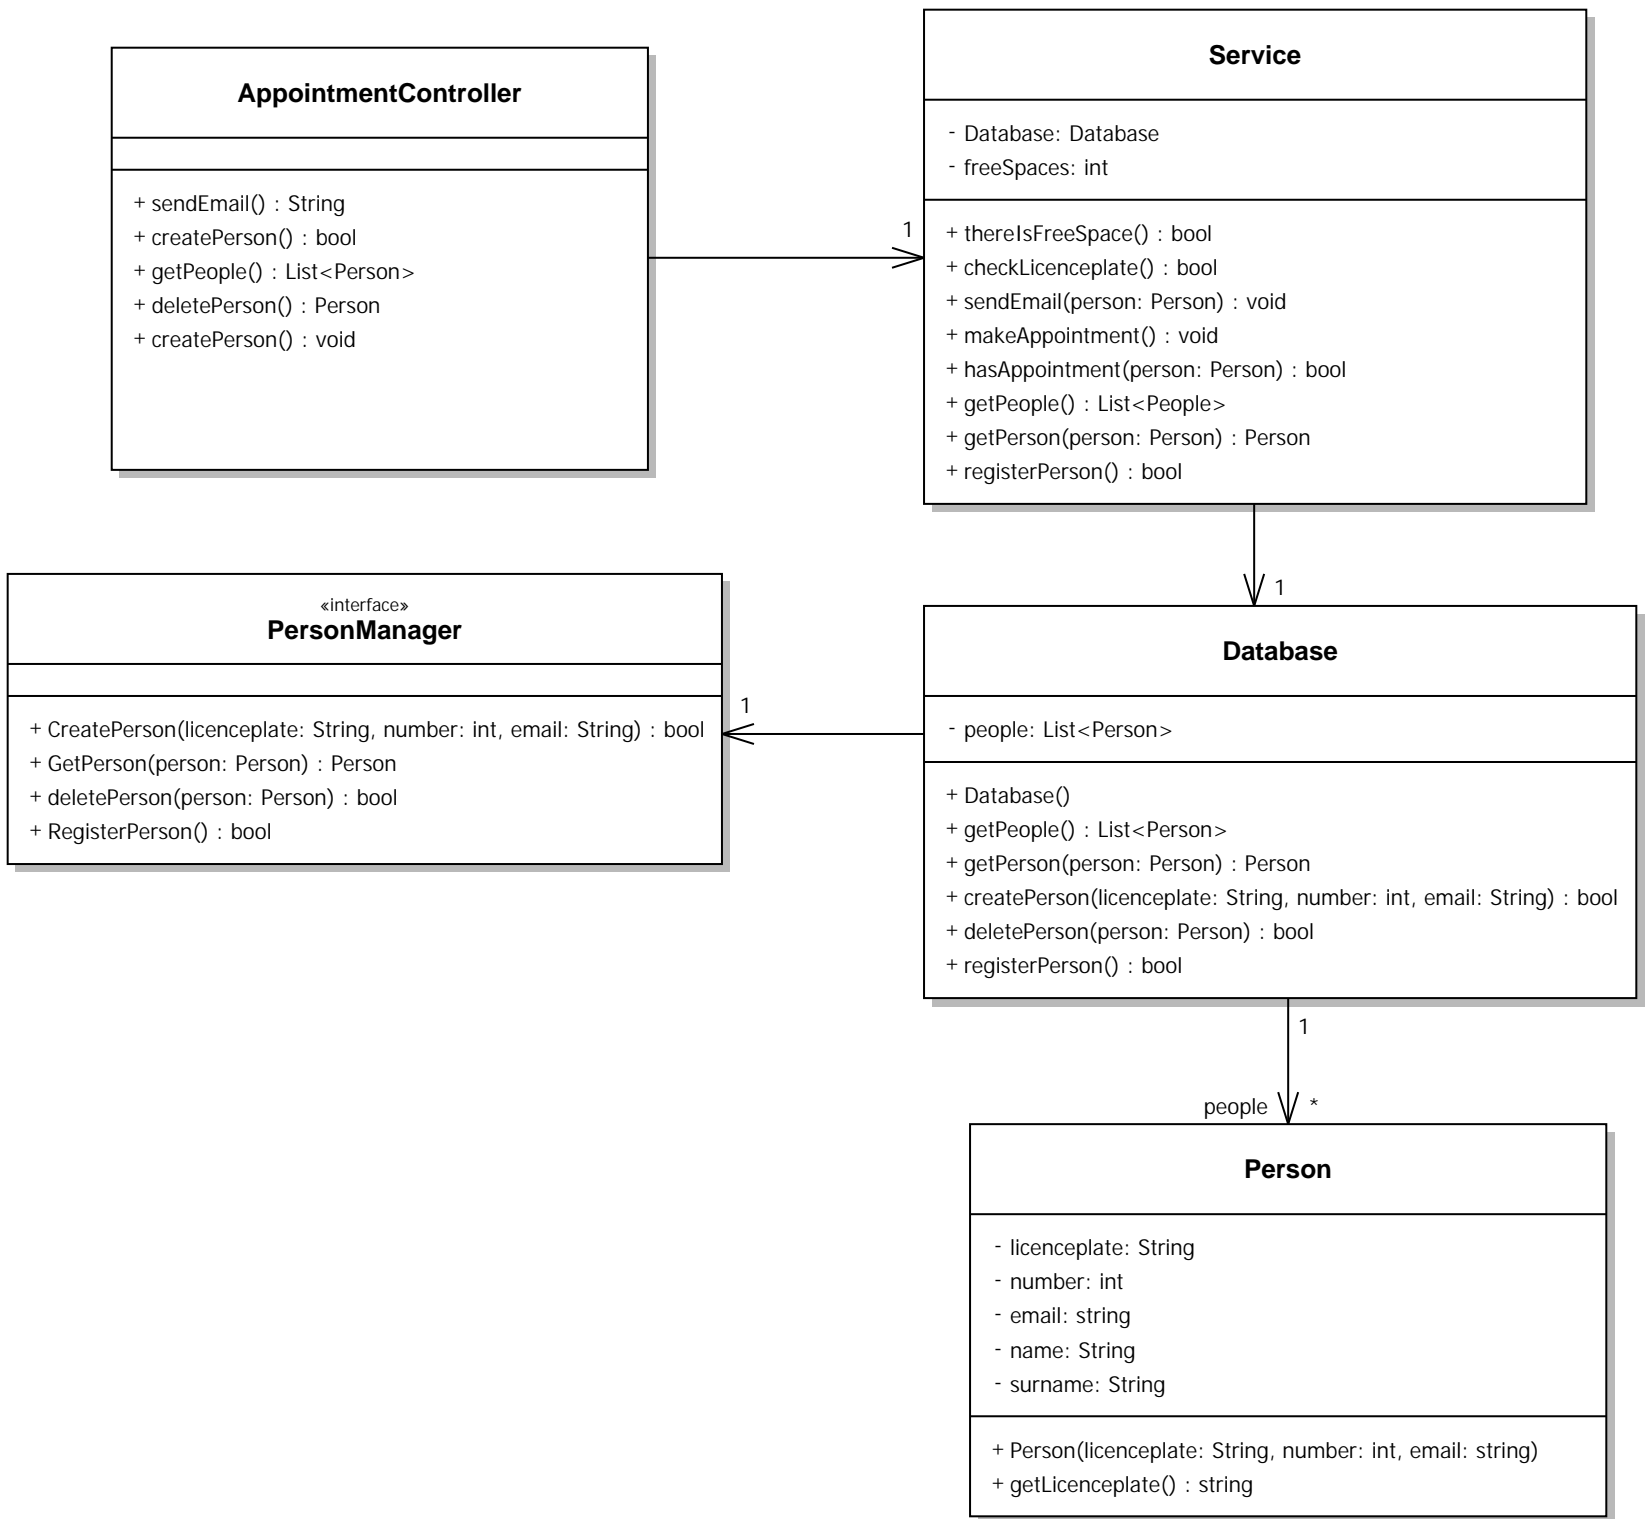 AppointmentController
+ sendEmail() : String
+ createPerson() : bool
+ getPeople() : List<Person>
+ deletePerson() : Person
+ createPerson() : void
1
Service
- Database: Database
- freeSpaces: int
+ thereIsFreeSpace() : bool
+ checkLicenceplate() : bool
+ sendEmail(person: Person) : void
+ makeAppointment() : void
+ hasAppointment(person: Person) : bool
+ getPeople() : List<People>
+ getPerson(person: Person) : Person
+ registerPerson() : bool
1
«interface»
PersonManager
+ CreatePerson(licenceplate: String, number: int, email: String) : bool
+ GetPerson(person: Person) : Person
+ deletePerson(person: Person) : bool
+ RegisterPerson() : bool
1
Database
- people: List<Person>
+ Database()
+ getPeople() : List<Person>
+ getPerson(person: Person) : Person
+ createPerson(licenceplate: String, number: int, email: String) : bool
+ deletePerson(person: Person) : bool
+ registerPerson() : bool
1
people *
Person
- licenceplate: String
- number: int
- email: string
- name: String
- surname: String
+ Person(licenceplate: String, number: int, email: string)
+ getLicenceplate() : string